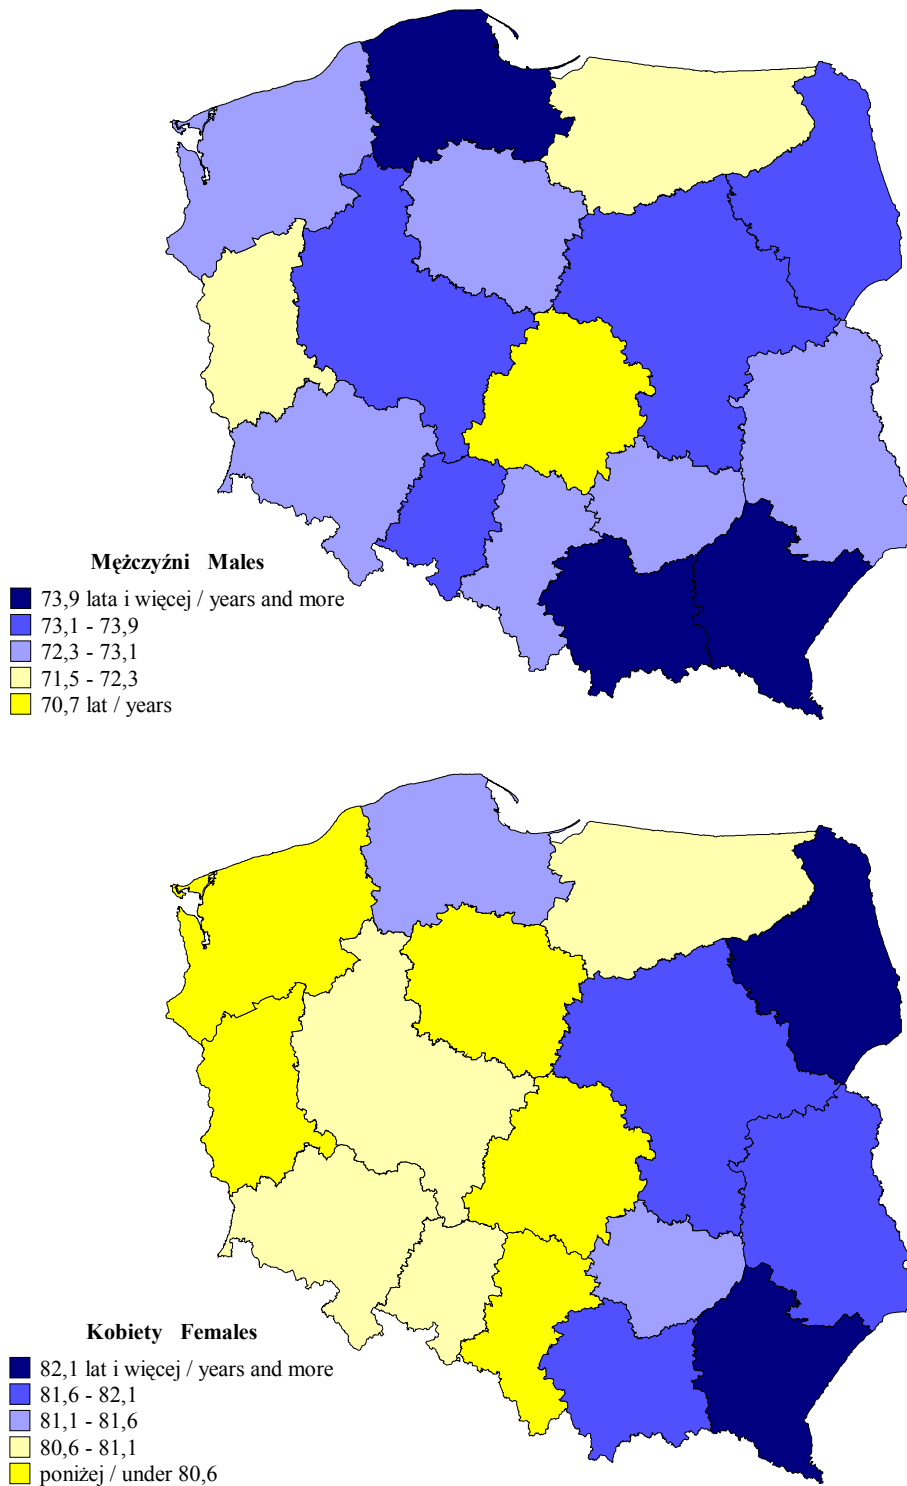 Mężczyźni Males
73,9 lata i więcej / years and more
73,1 - 73,9
72,3 - 73,1
71,5 - 72,3
70,7 lat / years
Kobiety Females
82,1 lat i więcej / years and more
81,6 - 82,1
81,1 - 81,6
80,6 - 81,1
poniżej / under 80,6